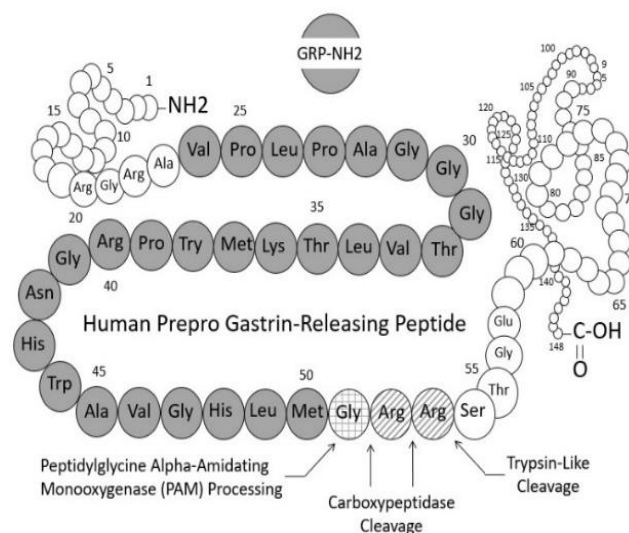 GRP-NH2
5
1
NH2
15
10
20
Arg Gly Arg Ala
25
Val Pro Leu Pro Ala Gly Gly Gly
30
35
Arg Pro Try Met Lys Thr Leu Val Thr
40
Gly
Asn
His
Trp
Human Prepro Gastrin-Releasing Peptide
45
50
Ala Val Gly His Leu Met Gly Arg Arg Ser
55
Thr
Gly
Glu
60
65
7
75
80
85
90
9
5
100
105
110
115
120
125
130
135
140
148
C-OH
O
Peptidylglycine Alpha-Amidating
Monooxygenase (PAM) Processing
Carboxypeptidase
Cleavage
Trypsin-Like
Cleavage